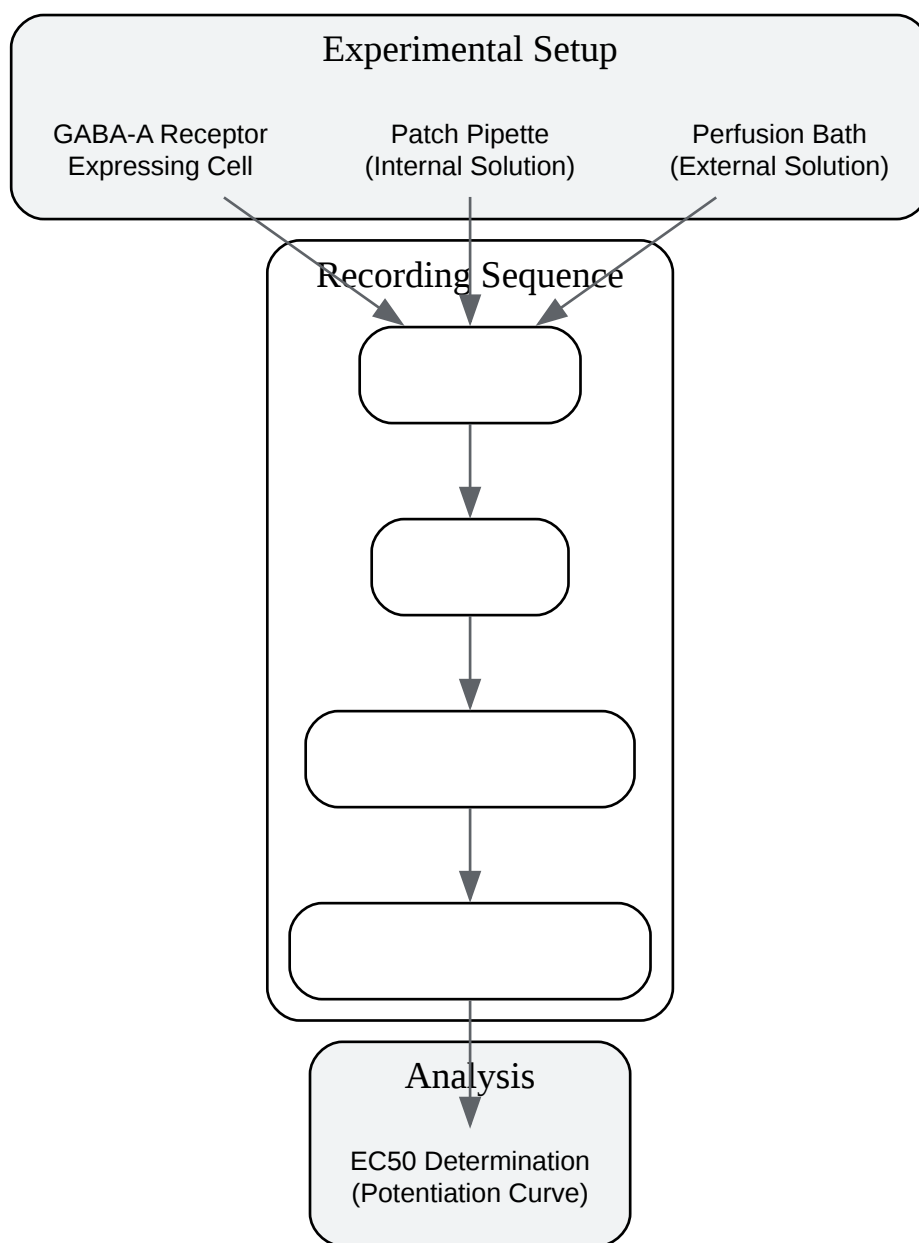 Experimental Setup
GABA-A Receptor
Expressing Cell
Patch Pipette
(Internal Solution)
Perfusion Bath
(External Solution)
Recording Sequence
Analysis
EC50 Determination
(Potentiation Curve)